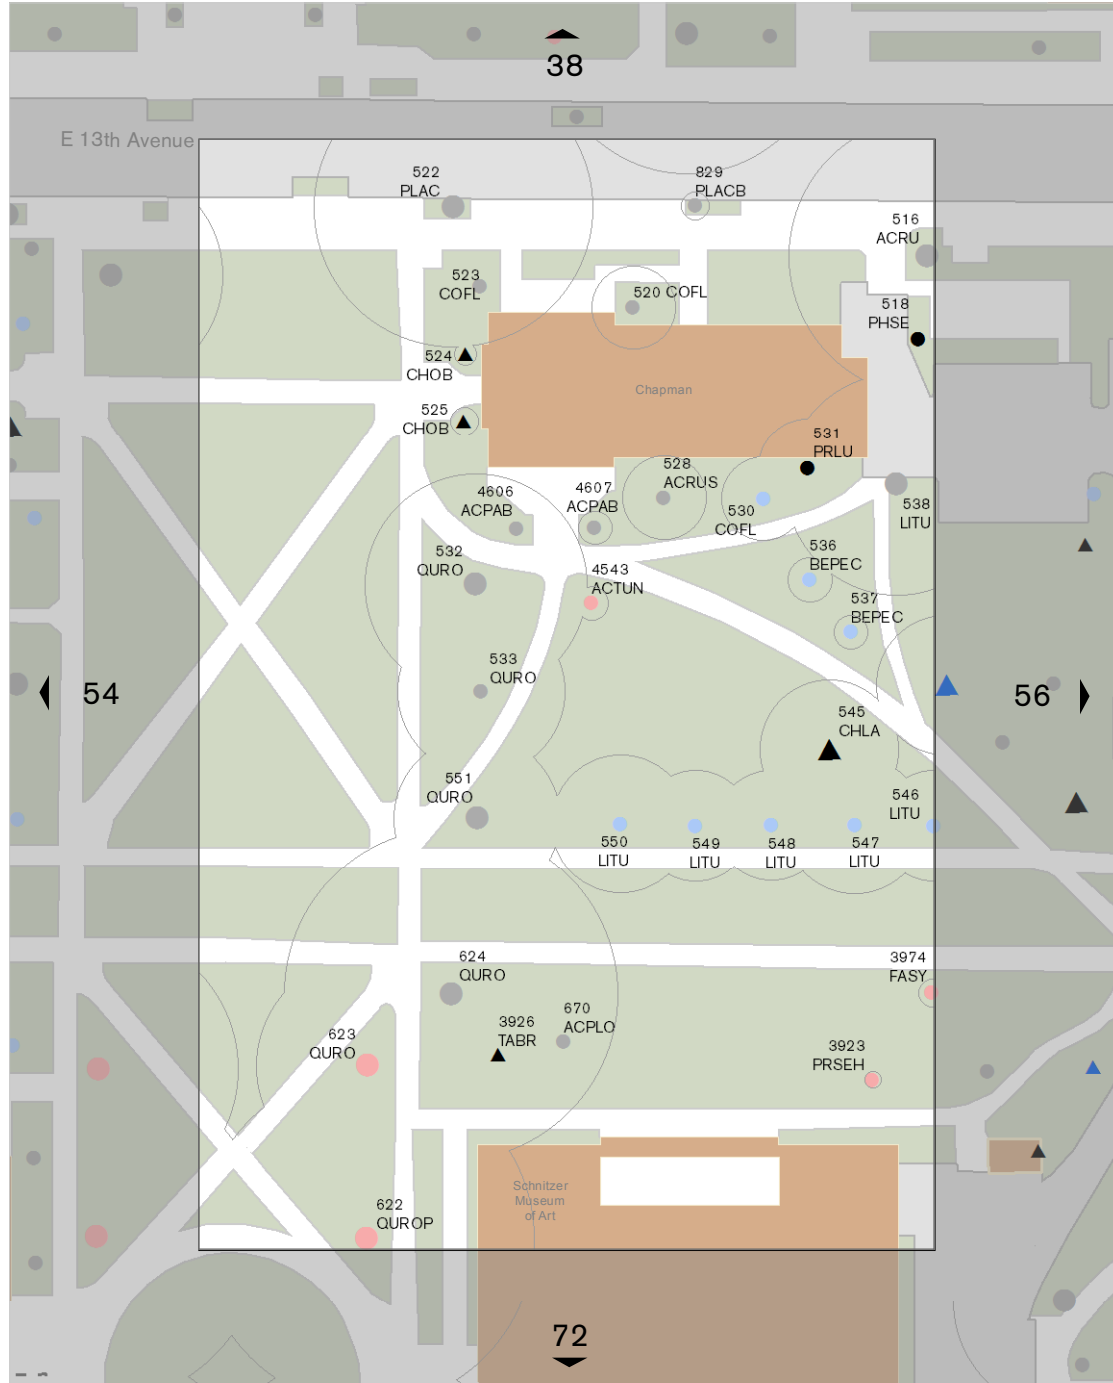 38
E 13th Avenue
522
PLAC
829
PLACB
516
ACRU
523
COFL
520 COFL
518
PHSE
524
CHOB
Chapman
525
CHOB
531
PRLU
528
ACRUS
4606
ACPAB
4607
ACPAB
530
COFL
538
LITU
532
QURO
536
BEPEC
4543
ACTUN
537
BEPEC
533
QURO
54
56
545
CHLA
551
QURO
546
LITU
550
LITU
549
LITU
548
LITU
547
LITU
624
QURO
3974
FASY
670
ACPLO
3926
TABR
623
QURO
3923
PRSEH
Schnitzer
Museum
of Art
622
QUROP
72